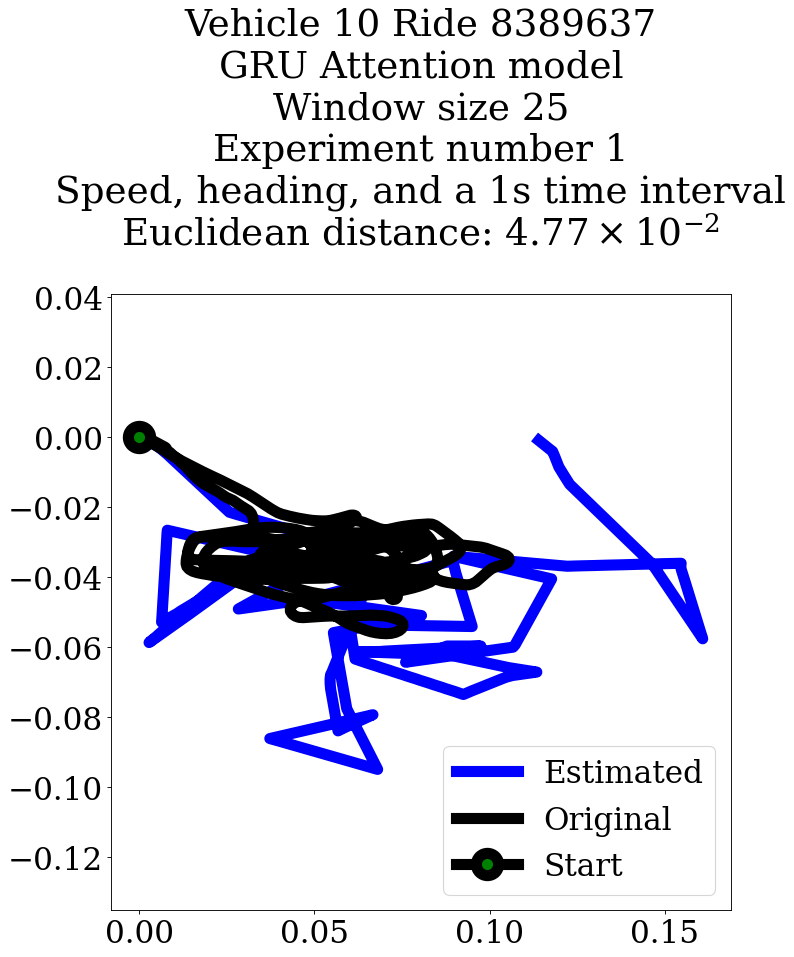 Vehicle 10 Ride 8389637
GRU Attention model
Window size 25
Experiment number 1
Speed, heading, and a 1s time interval
Euclidean distance: 4.77 × 10⁻²
0.04
0.02
0.00
−0.02
−0.04
−0.06
−0.08
−0.10
−0.12
Estimated
Original
Start
0.00 0.05 0.10 0.15